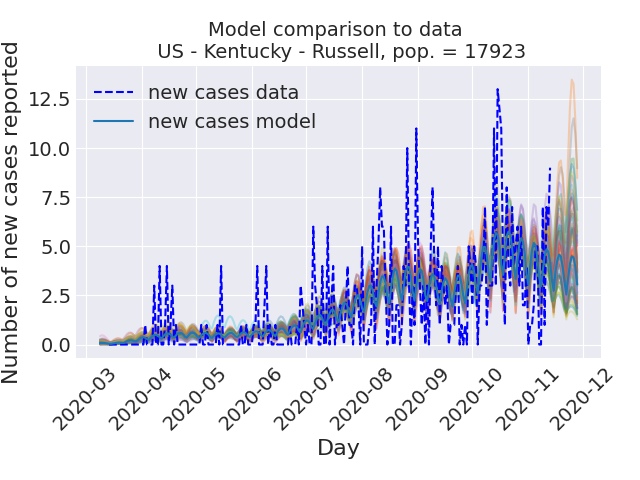 Model comparison to data
US - Kentucky - Russell, pop. = 17923
new cases data
new cases model
Number of new cases reported
12.5
10.0
7.5
5.0
2.5
0.0
2020-03
2020-04
2020-05
2020-06
2020-07
2020-08
2020-09
2020-10
2020-11
2020-12
Day